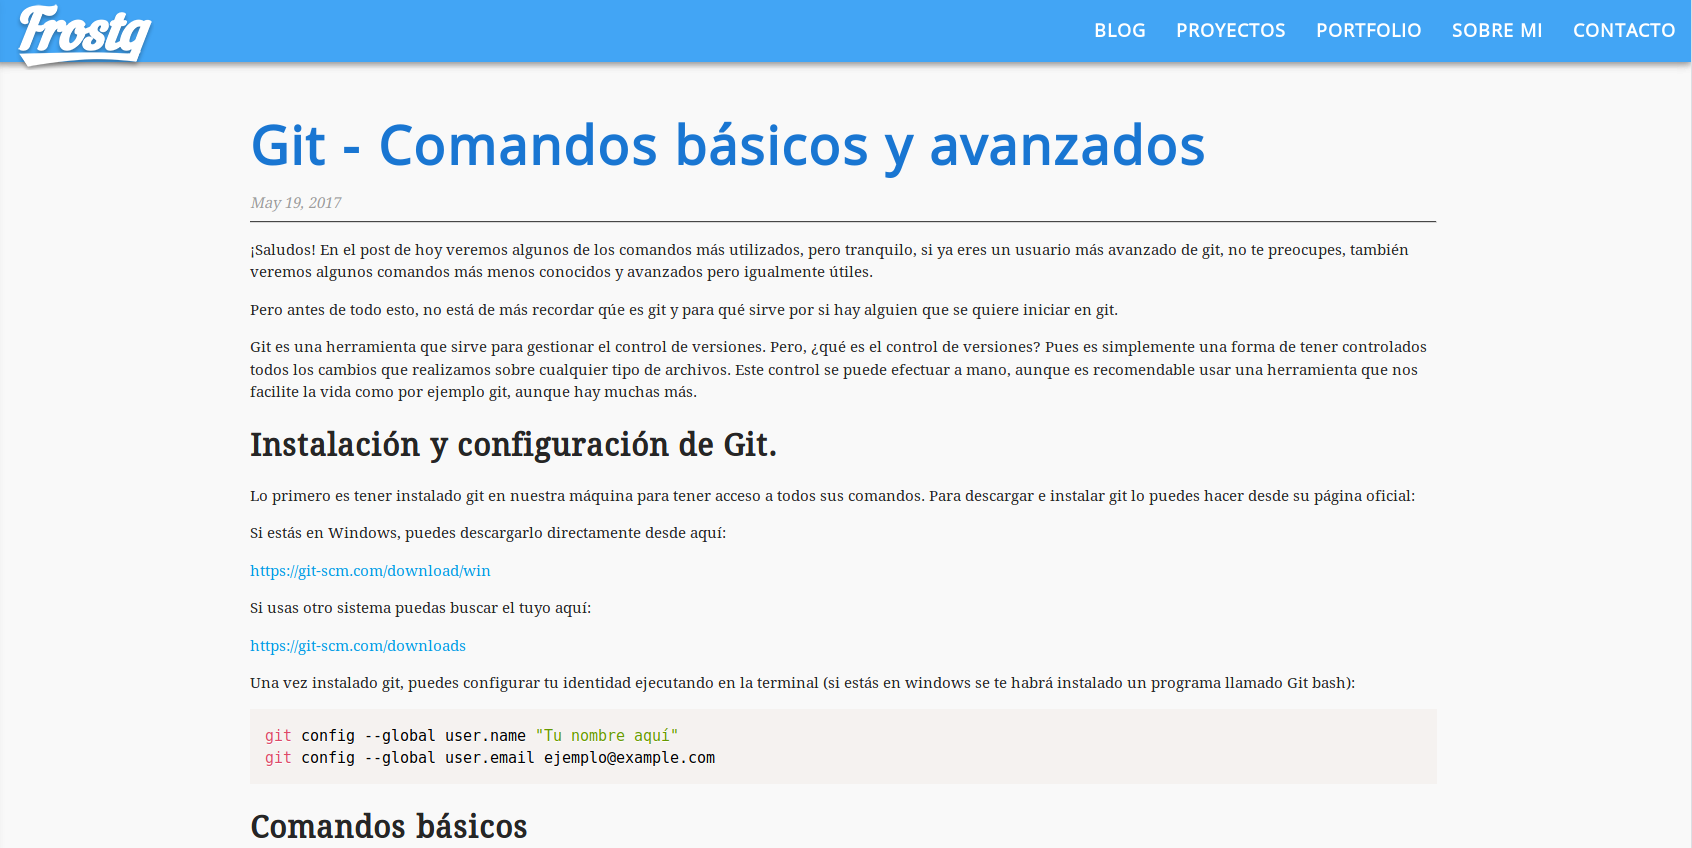 Frostq
BLOG PROYECTOS PORTFOLIO SOBRE MI CONTACTO
Git - Comandos básicos y avanzados
May 19, 2017
¡Saludos! En el post de hoy veremos algunos de los comandos más utilizados, pero tranquilo, si ya eres un usuario más avanzado de git, no te preocupes, también
veremos algunos comandos más menos conocidos y avanzados pero igualmente útiles.
Pero antes de todo esto, no está de más recordar qúe es git y para qué sirve por si hay alguien que se quiere iniciar en git.
Git es una herramienta que sirve para gestionar el control de versiones. Pero, ¿qué es el control de versiones? Pues es simplemente una forma de tener controlados
todos los cambios que realizamos sobre cualquier tipo de archivos. Este control se puede efectuar a mano, aunque es recomendable usar una herramienta que nos
facilite la vida como por ejemplo git, aunque hay muchas más.
Instalación y configuración de Git.
Lo primero es tener instalado git en nuestra máquina para tener acceso a todos sus comandos. Para descargar e instalar git lo puedes hacer desde su página oficial:
Si estás en Windows, puedes descargarlo directamente desde aquí:
https://git-scm.com/download/win
Si usas otro sistema puedas buscar el tuyo aquí:
https://git-scm.com/downloads
Una vez instalado git, puedes configurar tu identidad ejecutando en la terminal (si estás en windows se te habrá instalado un programa llamado Git bash):
git config --global user.name "Tu nombre aquí"
git config --global user.email ejemplo@example.com
Comandos básicos